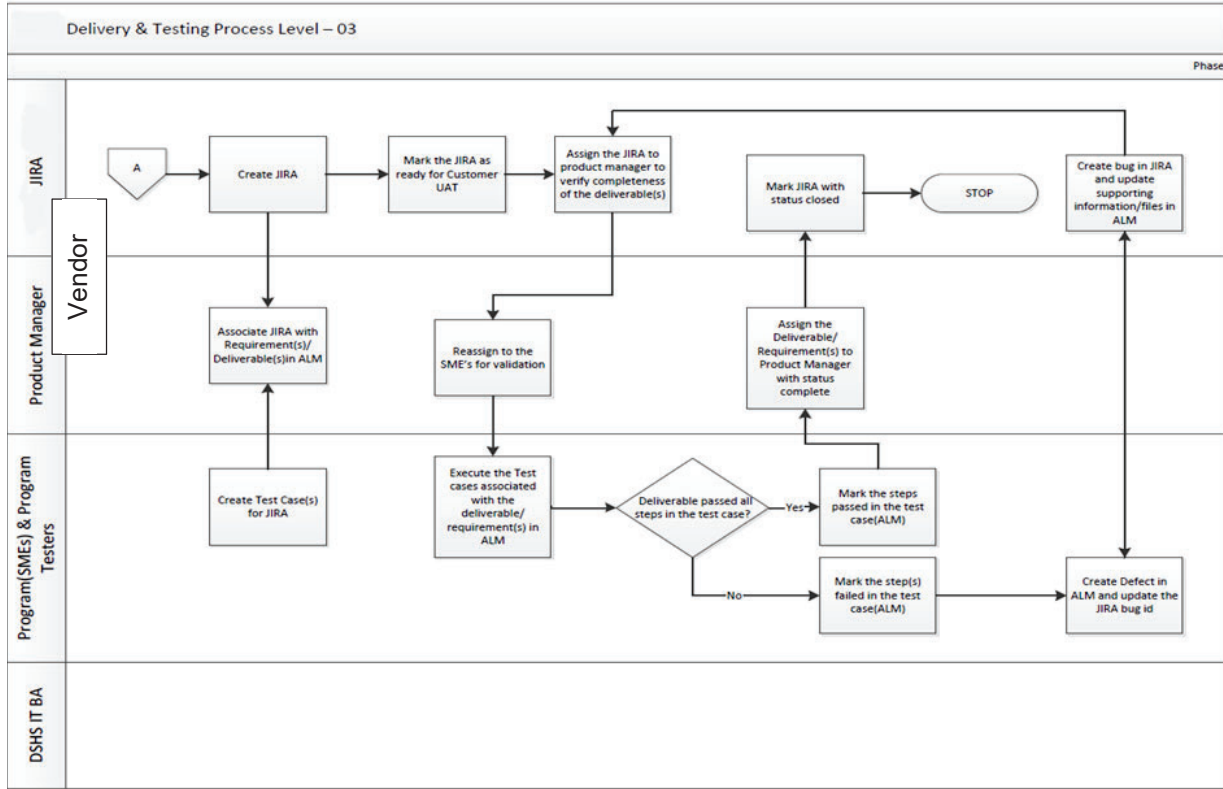 Delivery & Testing Process Level – 03
Phase
JIRA
Vendor
Product Manager
Program(SMEs) & Program
Testers
DSHS IT BA
A
Create JIRA
Mark the JIRA as
ready for Customer
UAT
Assign the JIRA to
product manager to
verify completeness
of the deliverable(s)
Mark JIRA with
status closed
STOP
Create bug in JIRA
and update
supporting
information/files in
ALM
Associate JIRA with
Requirement(s)/
Deliverable(s)in ALM
Reassign to the
SME's for validation
Assign the
Deliverable/
Requirement(s) to
Product Manager
with status
complete
Create Test Case(s)
for JIRA
Execute the Test
cases associated
with the
deliverable/
requirement(s) in
ALM
Deliverable passed all
steps in the test case?
Yes
Mark the steps
passed in the test
case(ALM)
No
Mark the step(s)
failed in the test
case(ALM)
Create Defect in
ALM and update the
JIRA bug id